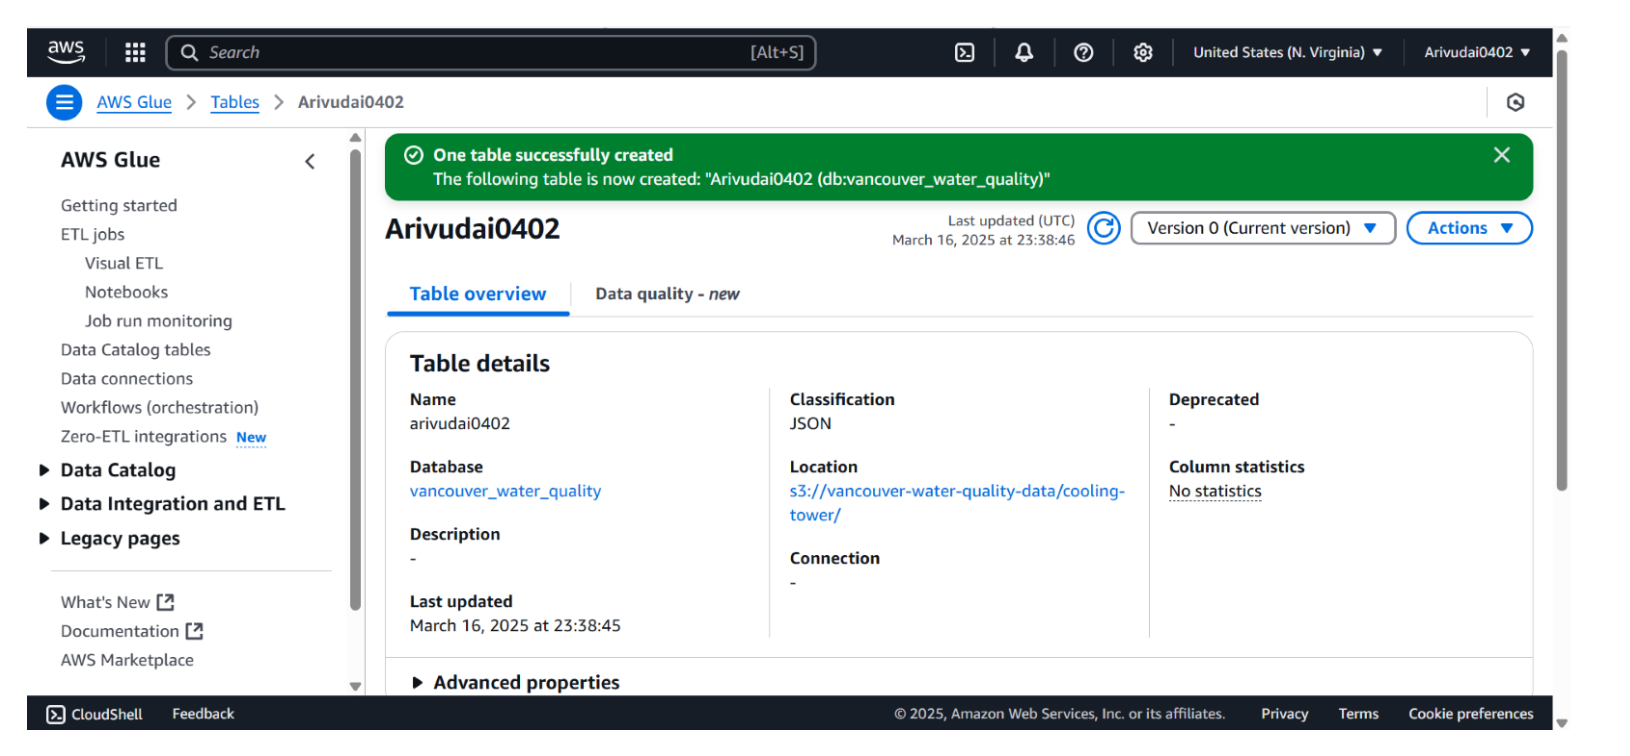 aws
Search [Alt+S] United States (N. Virginia) Arivudai0402
AWS Glue > Tables > Arivudai0402
AWS Glue
Getting started
ETL jobs
Visual ETL
Notebooks
Job run monitoring
Data Catalog tables
Data connections
Workflows (orchestration)
Zero-ETL integrations New
Data Catalog
Data Integration and ETL
Legacy pages
What's New
Documentation
AWS Marketplace
One table successfully created
The following table is now created: "Arivudai0402 (db:vancouver_water_quality)"
Arivudai0402
Last updated (UTC)
March 16, 2025 at 23:38:46
Version 0 (Current version)
Actions
Table overview
Data quality - new
Table details
Name
arivudai0402
Database
vancouver_water_quality
Description
-
Last updated
March 16, 2025 at 23:38:45
Classification
JSON
Location
s3://vancouver-water-quality-data/cooling-
tower/
Connection
-
Deprecated
-
Column statistics
No statistics
Advanced properties
CloudShell Feedback © 2025, Amazon Web Services, Inc. or its affiliates. Privacy Terms Cookie preferences